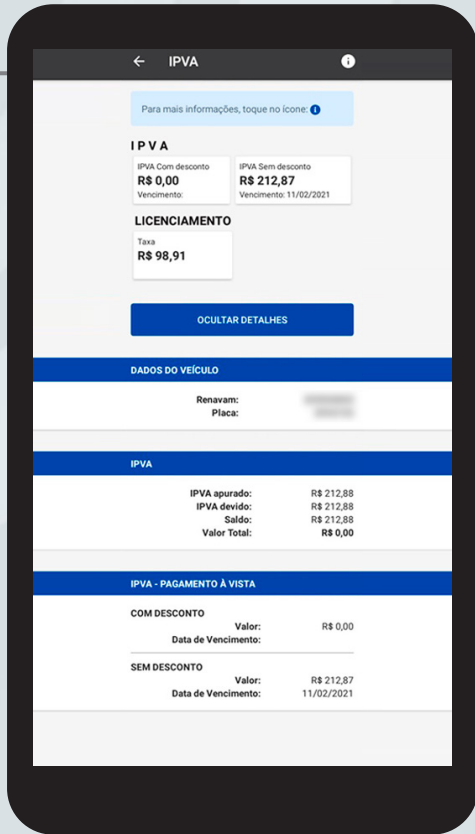 IPVA
Para mais informações, toque no ícone:
IPVA
IPVA Com desconto
R$ 0,00
Vencimento:
IPVA Sem desconto
R$ 212,87
Vencimento: 11/02/2021
LICENCIAMENTO
Taxa
R$ 98,91
OCULTAR DETALHES
DADOS DO VEÍCULO
Renavam:
Placa:
IPVA
IPVA apurado: R$ 212,88
IPVA devido: R$ 212,88
Saldo: R$ 212,88
Valor Total: R$ 0,00
IPVA - PAGAMENTO À VISTA
COM DESCONTO
Valor: R$ 0,00
Data de Vencimento:
SEM DESCONTO
Valor: R$ 212,87
Data de Vencimento: 11/02/2021